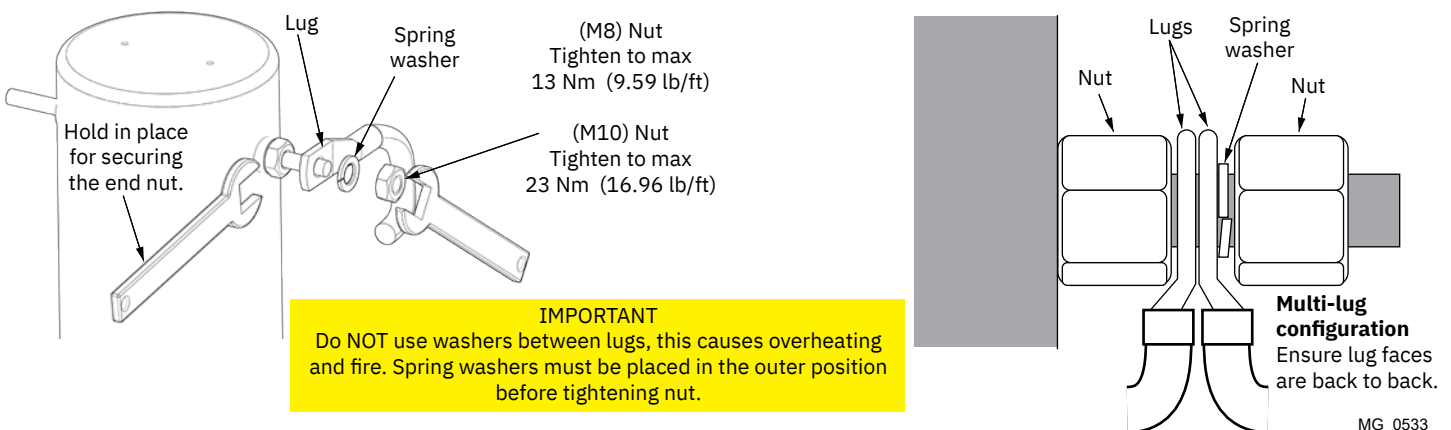 Lug
Spring
washer
(M8) Nut
Tighten to max
13 Nm (9.59 lb/ft)
(M10) Nut
Tighten to max
23 Nm (16.96 lb/ft)
Hold in place
for securing
the end nut.
IMPORTANT
Do NOT use washers between lugs, this causes overheating
and fire. Spring washers must be placed in the outer position
before tightening nut.
Lugs
Spring
washer
Nut
Nut
Multi-lug
configuration
Ensure lug faces
are back to back.
MG_0533